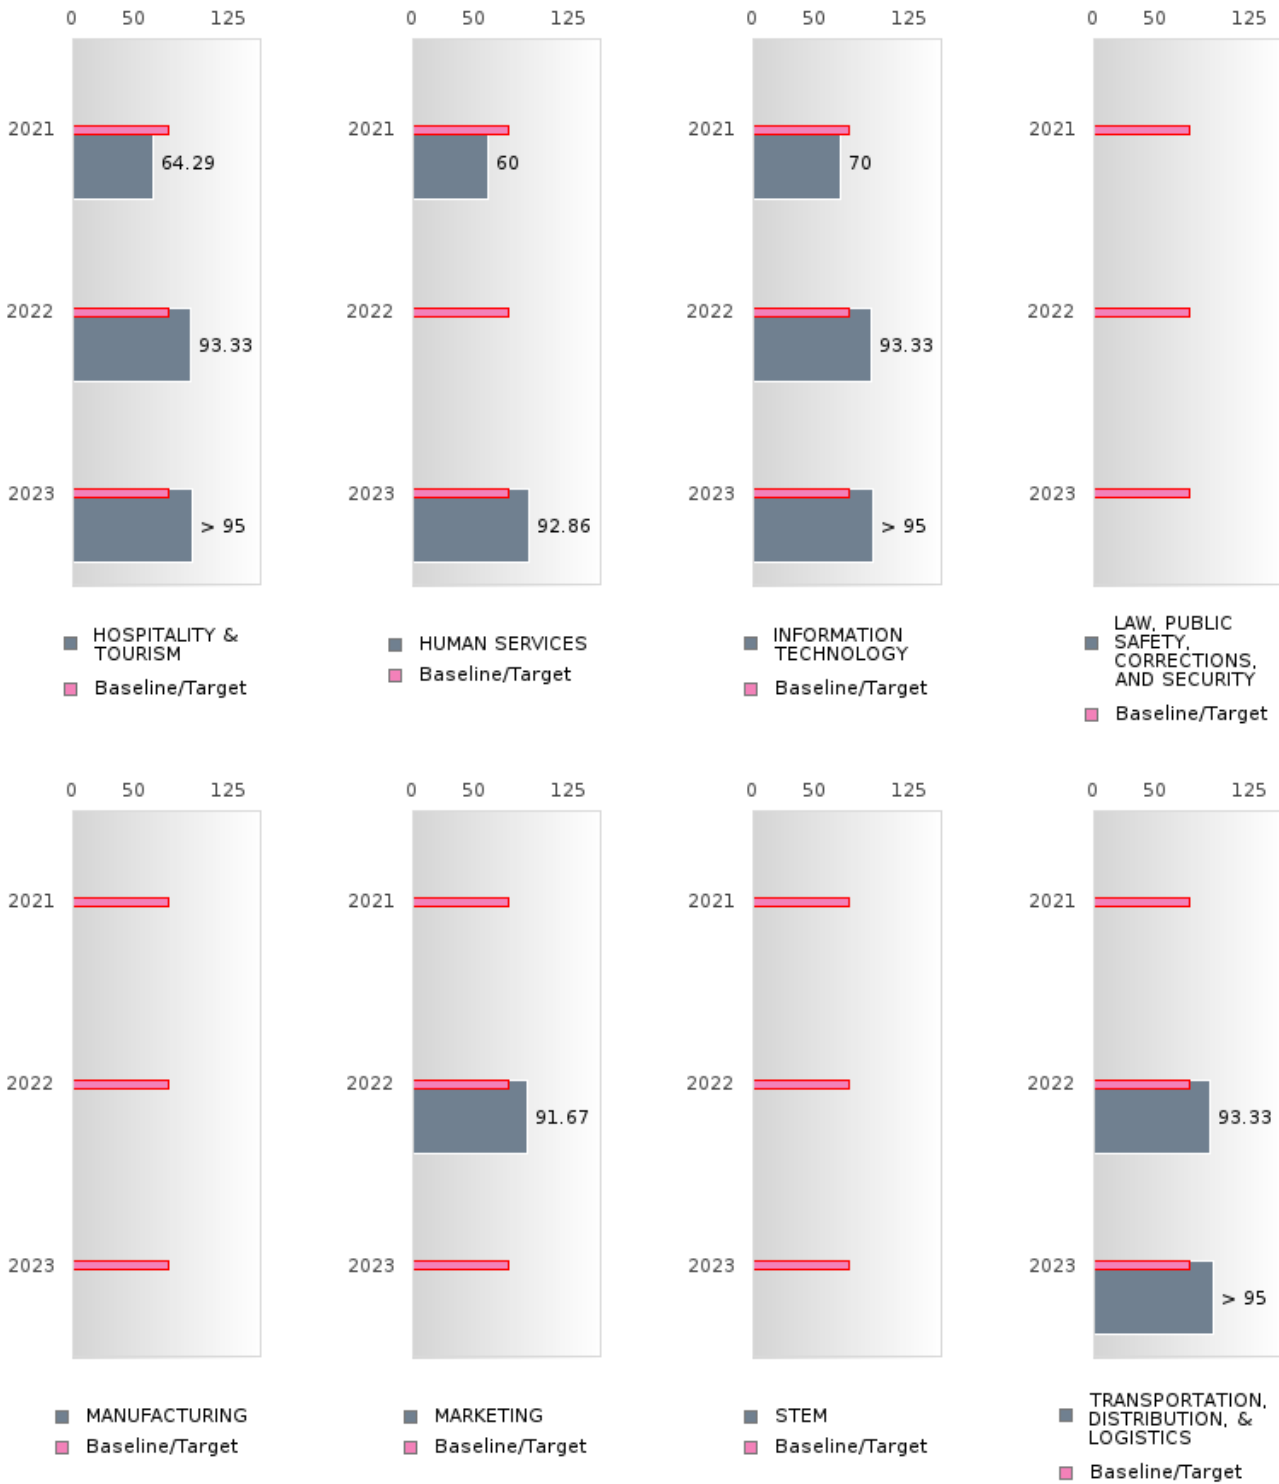 0 50 125
0 50 125
0 50 125
0 50 125
2021
64.29
2022
93.33
2023
> 95
HOSPITALITY &
TOURISM
Baseline/Target
2021
60
2022
2023
92.86
HUMAN SERVICES
Baseline/Target
2021
70
2022
93.33
2023
> 95
INFORMATION
TECHNOLOGY
Baseline/Target
2021
2022
2023
LAW, PUBLIC
SAFETY,
CORRECTIONS,
AND SECURITY
Baseline/Target
0 50 125
0 50 125
0 50 125
0 50 125
2021
2022
2023
MANUFACTURING
Baseline/Target
2021
2022
91.67
2023
MARKETING
Baseline/Target
2021
2022
2023
STEM
Baseline/Target
2021
2022
93.33
2023
> 95
TRANSPORTATION,
DISTRIBUTION, &
LOGISTICS
Baseline/Target